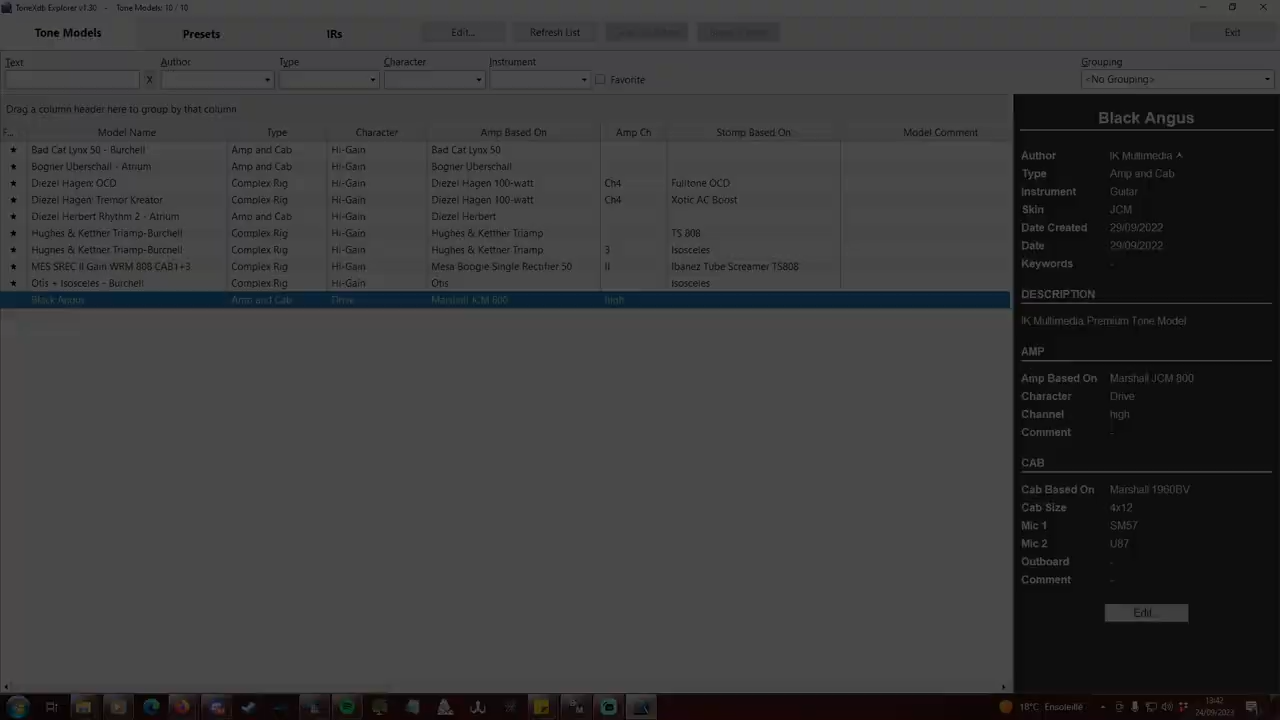 ToneXdb Explorer v1.30 - Tone Models: 10 / 10
Tone Models Presets IRs Edit... Refresh List Exit
Text Author Type Character Instrument Grouping
X Favorite <No Grouping>
Drag a column header here to group by that column
F... Model Name Type Character Amp Based On Amp Ch Stomp Based On Model Comment
★ Bad Cat Lynx 50 - Burchell Amp and Cab Hi-Gain Bad Cat Lynx 50
★ Bogner Uberschall - Atrium Amp and Cab Hi-Gain Bogner Uberschall
★ Diezel Hagen: OCD Complex Rig Hi-Gain Diezel Hagen 100-watt Ch4 Fulltone OCD
★ Diezel Hagen: Tremor Kreator Complex Rig Hi-Gain Diezel Hagen 100-watt Ch4 Xotic AC Boost
★ Diezel Herbert Rhythm 2 - Atrium Amp and Cab Hi-Gain Diezel Herbert
★ Hughes & Kettner Triamp-Burchell Complex Rig Hi-Gain Hughes & Kettner Triamp TS 808
★ Hughes & Kettner Triamp-Burchell Complex Rig Hi-Gain Hughes & Kettner Triamp 3 Isosceles
★ MES SREC II Gain WRM 808 CAB1+3 Complex Rig Hi-Gain Mesa Boogie Single Rectifier 50 II Ibanez Tube Screamer TS808
★ Otis + Isosceles - Burchell Complex Rig Hi-Gain Otis Isosceles
Black Angus Amp and Cab Drive Marshall JCM 800 high
Black Angus
Author IK Multimedia
Type Amp and Cab
Instrument Guitar
Skin JCM
Date Created 29/09/2022
Date 29/09/2022
Keywords -
DESCRIPTION
IK Multimedia Premium Tone Model
AMP
Amp Based On Marshall JCM 800
Character Drive
Channel high
Comment -
CAB
Cab Based On Marshall 1960BV
Cab Size 4x12
Mic 1 SM57
Mic 2 U87
Outboard -
Comment -
Edit...
18°C Ensoleillé 13:42
24/09/2023